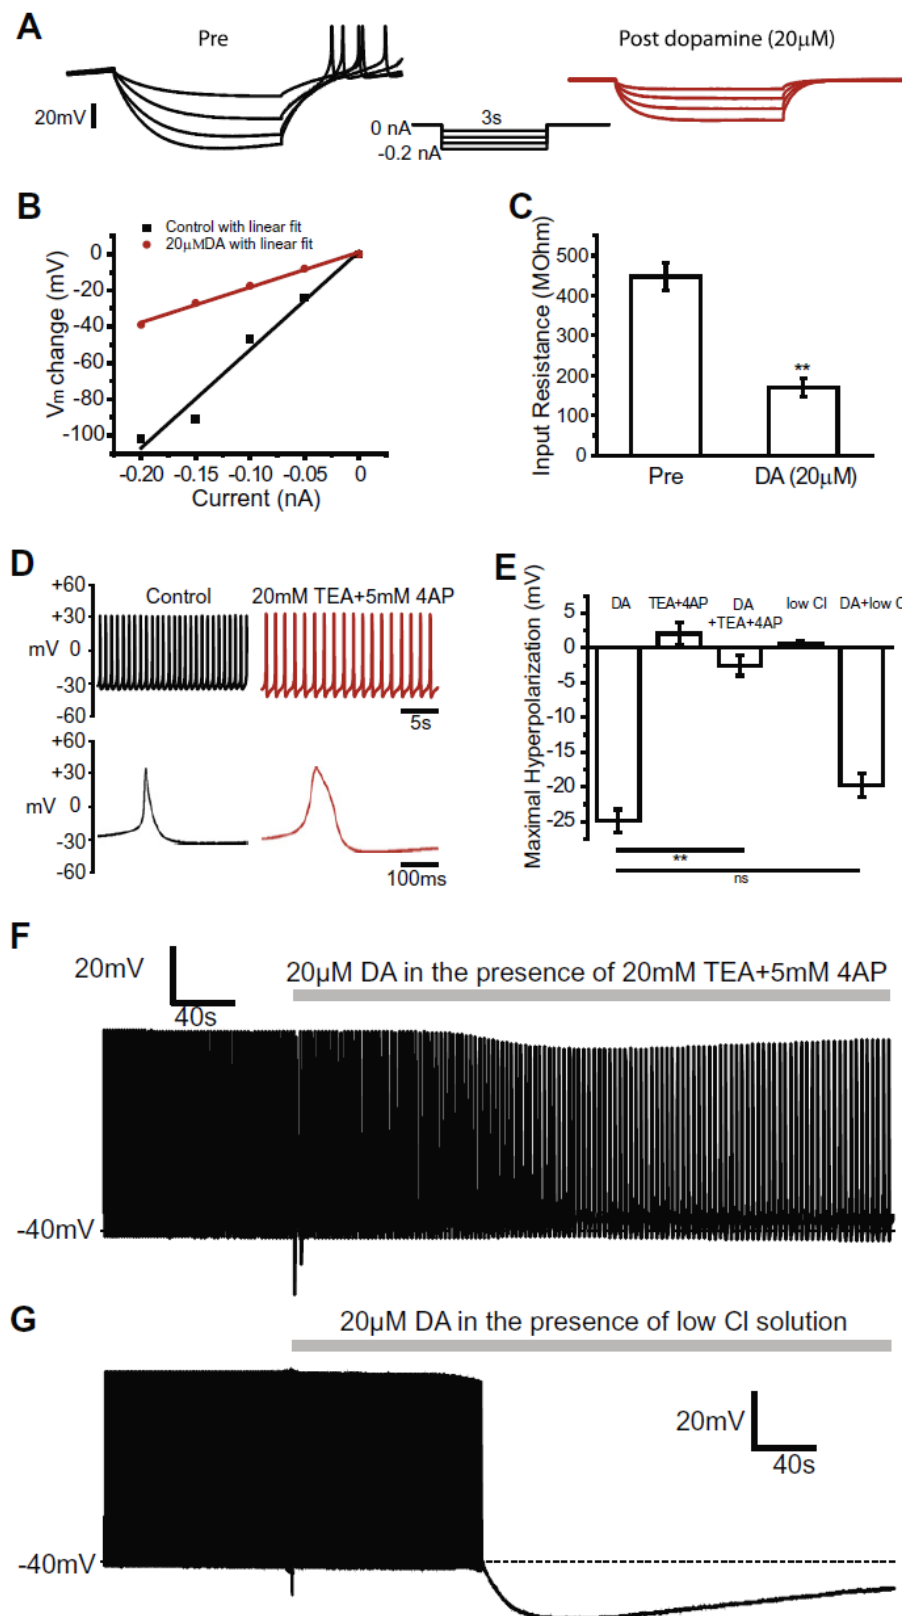 A
Pre
Post dopamine (20μM)
20mV
3s
0 nA
-0.2 nA
B
Control with linear fit
20μMDA with linear fit
Vm change (mV)
0
-20
-40
-60
-80
-100
-0.20 -0.15 -0.10 -0.05 0
Current (nA)
C
Input Resistance (MOhm)
500
400
300
200
100
0
**
Pre DA (20μM)
D
+60
+30
mV 0
-30
-60
Control 20mM TEA+5mM 4AP
5s
+60
+30
mV 0
-30
-60
100ms
E
Maximal Hyperpolarization (mV)
5
0
-5
-10
-15
-20
-25
DA TEA+4AP DA +TEA+4AP low Cl DA+low C
**
ns
F
20mV
40s
20μM DA in the presence of 20mM TEA+5mM 4AP
-40mV
G
20μM DA in the presence of low Cl solution
20mV
40s
-40mV